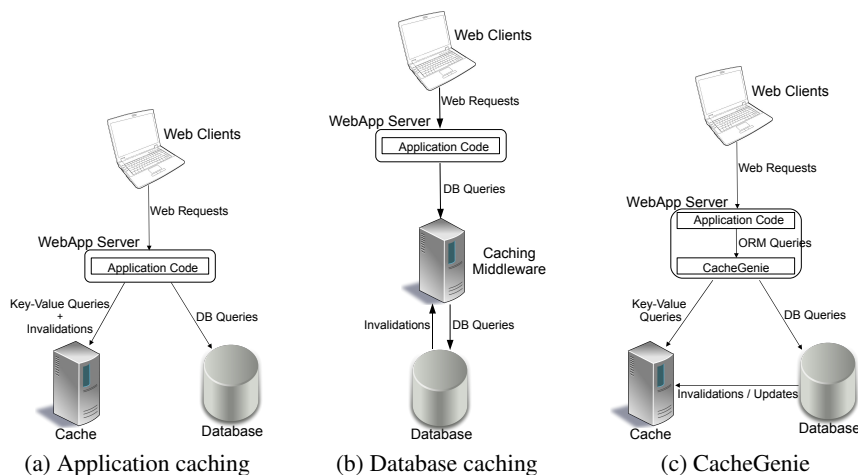 Web Clients
Web Requests
WebApp Server
Application Code
Key-Value Queries
+
Invalidations
DB Queries
Cache
Database
(a) Application caching
Web Clients
Web Requests
WebApp Server
Application Code
DB Queries
Caching
Middleware
Invalidations
DB Queries
Database
(b) Database caching
Web Clients
Web Requests
WebApp Server
Application Code
ORM Queries
CacheGenie
Key-Value
Queries
DB Queries
Invalidations / Updates
Cache
Database
(c) CacheGenie